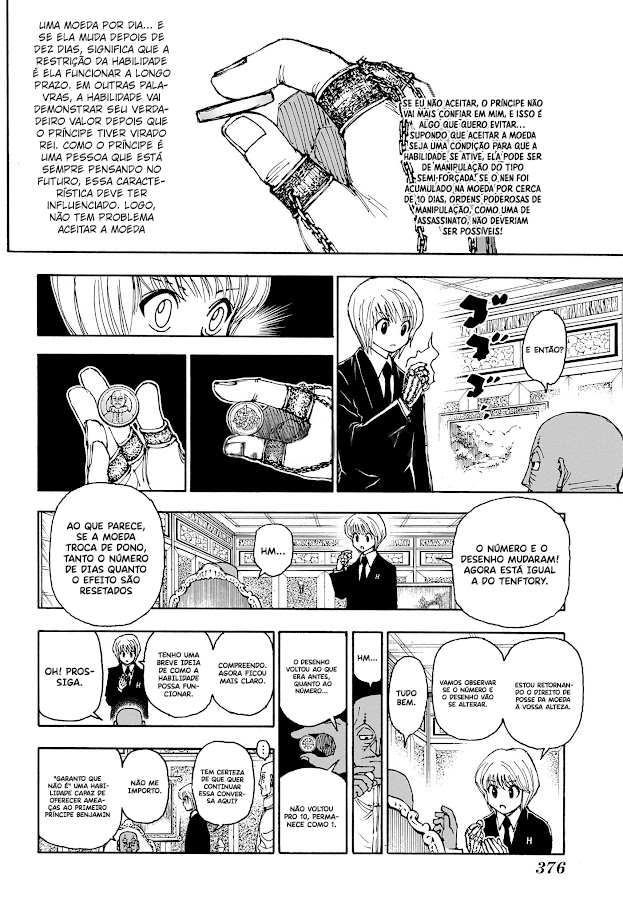 SE EU NÃO ACEITAR, O PRÍNCIPE NÃO
VAI MAIS CONFIAR EM MIM, E ISSO É
ALGO QUE QUERO EVITAR...
SUPONDO QUE ACEITAR A MOEDA
SEJA UMA CONDIÇÃO PARA QUE A
HABILIDADE SE ATIVE, ELA PODE SER
DE MANIPULAÇÃO DO TIPO
SEMI-FORÇADA! SE O NEN FOI
ACUMULADO NA MOEDA POR CERCA
DE 10 DIAS, ORDENS PODEROSAS DE
MANIPULAÇÃO, COMO UMA DE
ASSASSINATO, NÃO DEVERIAM
SER POSSÍVEIS!
UMA MOEDA POR DIA... E
SE ELA MUDA DEPOIS DE
DEZ DIAS, SIGNIFICA QUE A
RESTRIÇÃO DA HABILIDADE
É ELA FUNCIONAR A LONGO
PRAZO. EM OUTRAS PALA-
VRAS, A HABILIDADE VAI
DEMONSTRAR SEU VERDA-
DEIRO VALOR DEPOIS QUE
O PRÍNCIPE TIVER VIRADO
REI. COMO O PRÍNCIPE É
UMA PESSOA QUE ESTÁ
SEMPRE PENSANDO NO
FUTURO, ESSA CARACTE-
RÍSTICA DEVE TER
INFLUENCIADO. LOGO,
NÃO TEM PROBLEMA
ACEITAR A MOEDA
ゴ
ゴ
ゴ
E ENTÃO?
O NÚMERO E O
DESENHO MUDARAM!
AGORA ESTÁ IGUAL
A DO TENFTORY.
HM...
AO QUE PARECE,
SE A MOEDA
TROCA DE DONO,
TANTO O NÚMERO
DE DIAS QUANTO
O EFEITO SÃO
RESETADOS
H
ESTOU RETORNAN-
DO O DIREITO DE
POSSE DA MOEDA
À VOSSA ALTEZA.
VAMOS OBSERVAR
SE O NÚMERO E O
DESENHO VÃO
SE ALTERAR.
TUDO
BEM.
H
HM...
O DESENHO
VOLTOU AO QUE
ERA ANTES,
QUANTO AO
NÚMERO...
NÃO VOLTOU
PRO 10, PERMA-
NECE COMO 1.
COMPREENDO.
AGORA FICOU
MAIS CLARO.
TENHO UMA
BREVE IDEIA
DE COMO A
HABILIDADE
POSSA FUN-
CIONAR.
H
OH! PROS-
SIGA.
...
TEM CERTEZA
DE QUE QUER
CONTINUAR
ESSA CONVER-
SA AQUI?
NÃO ME
IMPORTO.
"GARANTO QUE
NÃO É" UMA HABI-
LIDADE CAPAZ DE
OFERECER AMEA-
ÇAS AO PRIMEIRO
PRÍNCIPE BENJAMIN
376